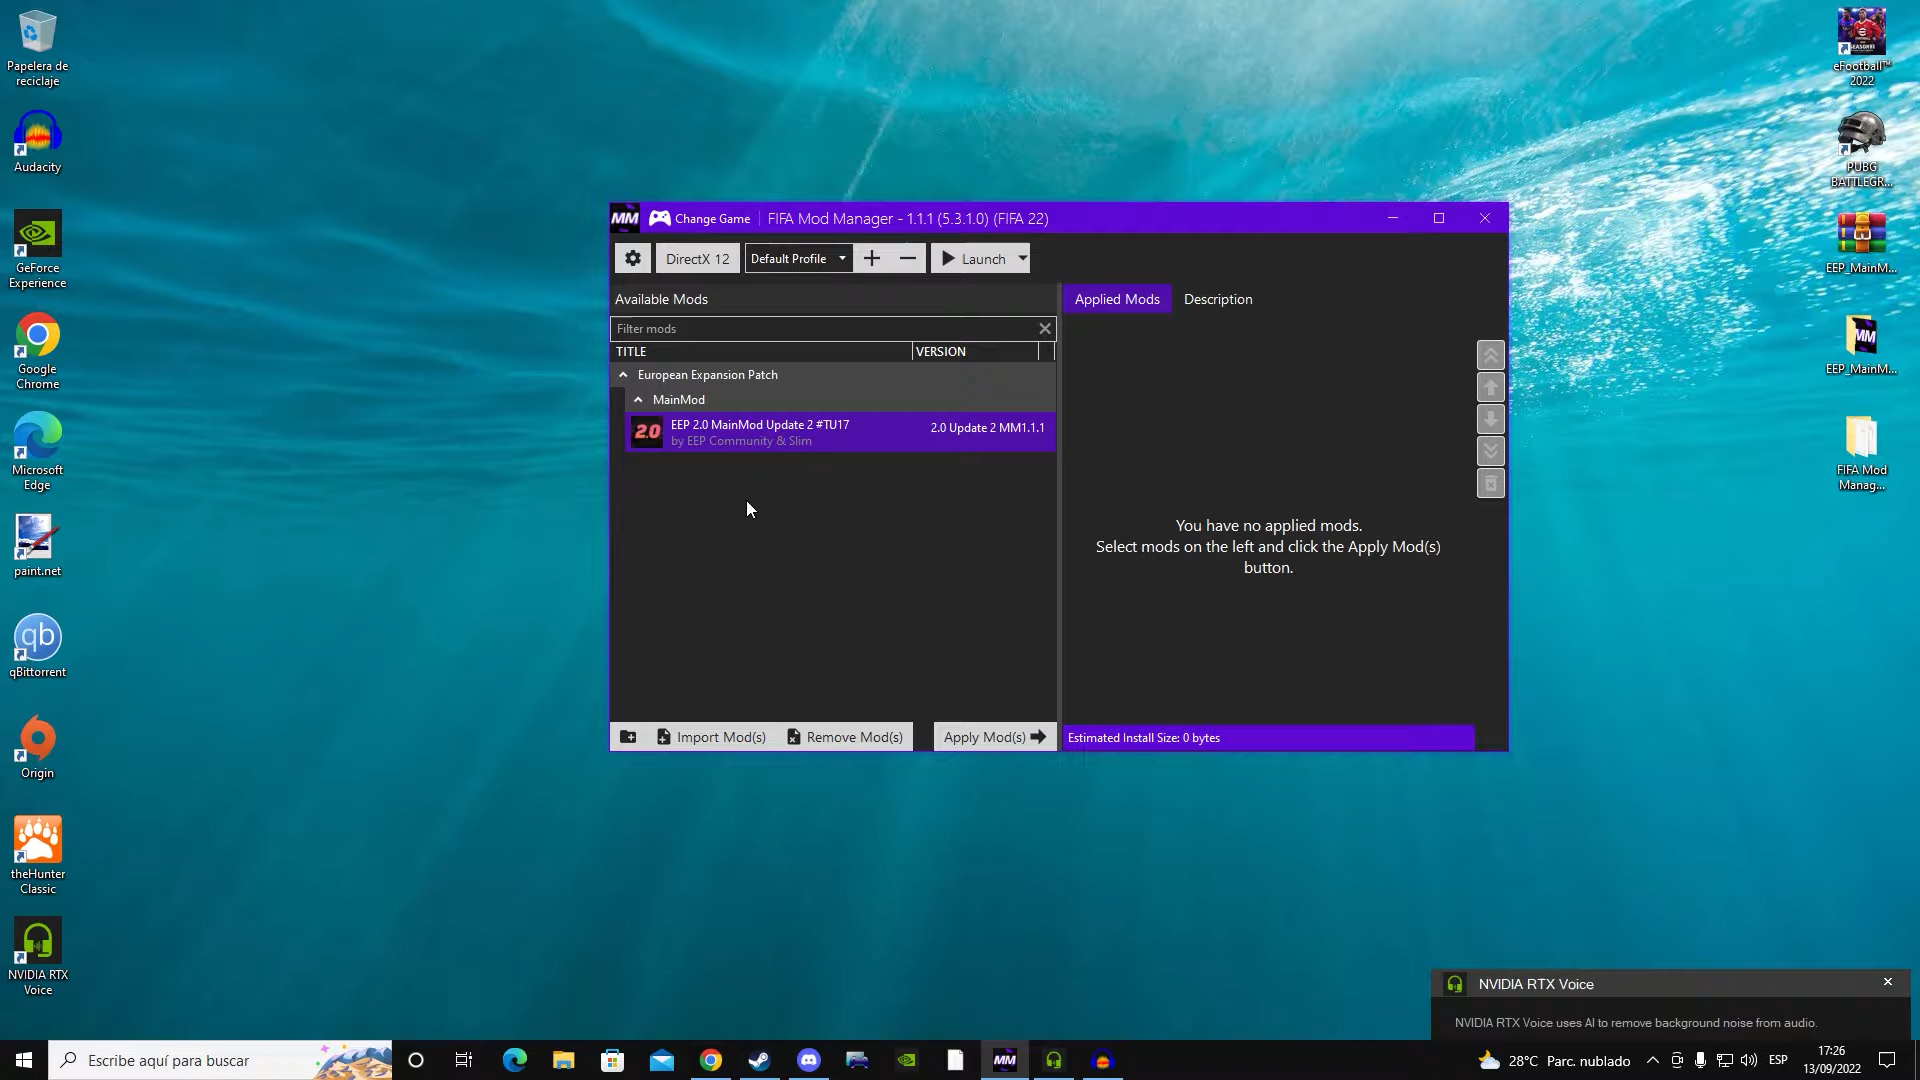 Papelera de
reciclaje
Audacity
GeForce
Experience
Google
Chrome
Microsoft
Edge
paint.net
qb
qBittorrent
Origin
theHunter
Classic
NVIDIA RTX
Voice
eFootball™
2022
PUBG
BATTLEGR...
EEP_MainM...
MM
EEP_MainM...
FIFA Mod
Manag...
MM
Change Game
FIFA Mod Manager - 1.1.1 (5.3.1.0) (FIFA 22)
DirectX 12
Default Profile
Launch
Available Mods
Applied Mods
Description
Filter mods
TITLE
VERSION
European Expansion Patch
MainMod
2.0
EEP 2.0 MainMod Update 2 #TU17
2.0 Update 2 MM1.1.1
by EEP Community & Slim
You have no applied mods.
Select mods on the left and click the Apply Mod(s)
button.
Import Mod(s)
Remove Mod(s)
Apply Mod(s)
Estimated Install Size: 0 bytes
NVIDIA RTX Voice
NVIDIA RTX Voice uses AI to remove background noise from audio.
Escribe aquí para buscar
MM
28°C Parc. nublado
ESP
17:26
13/09/2022